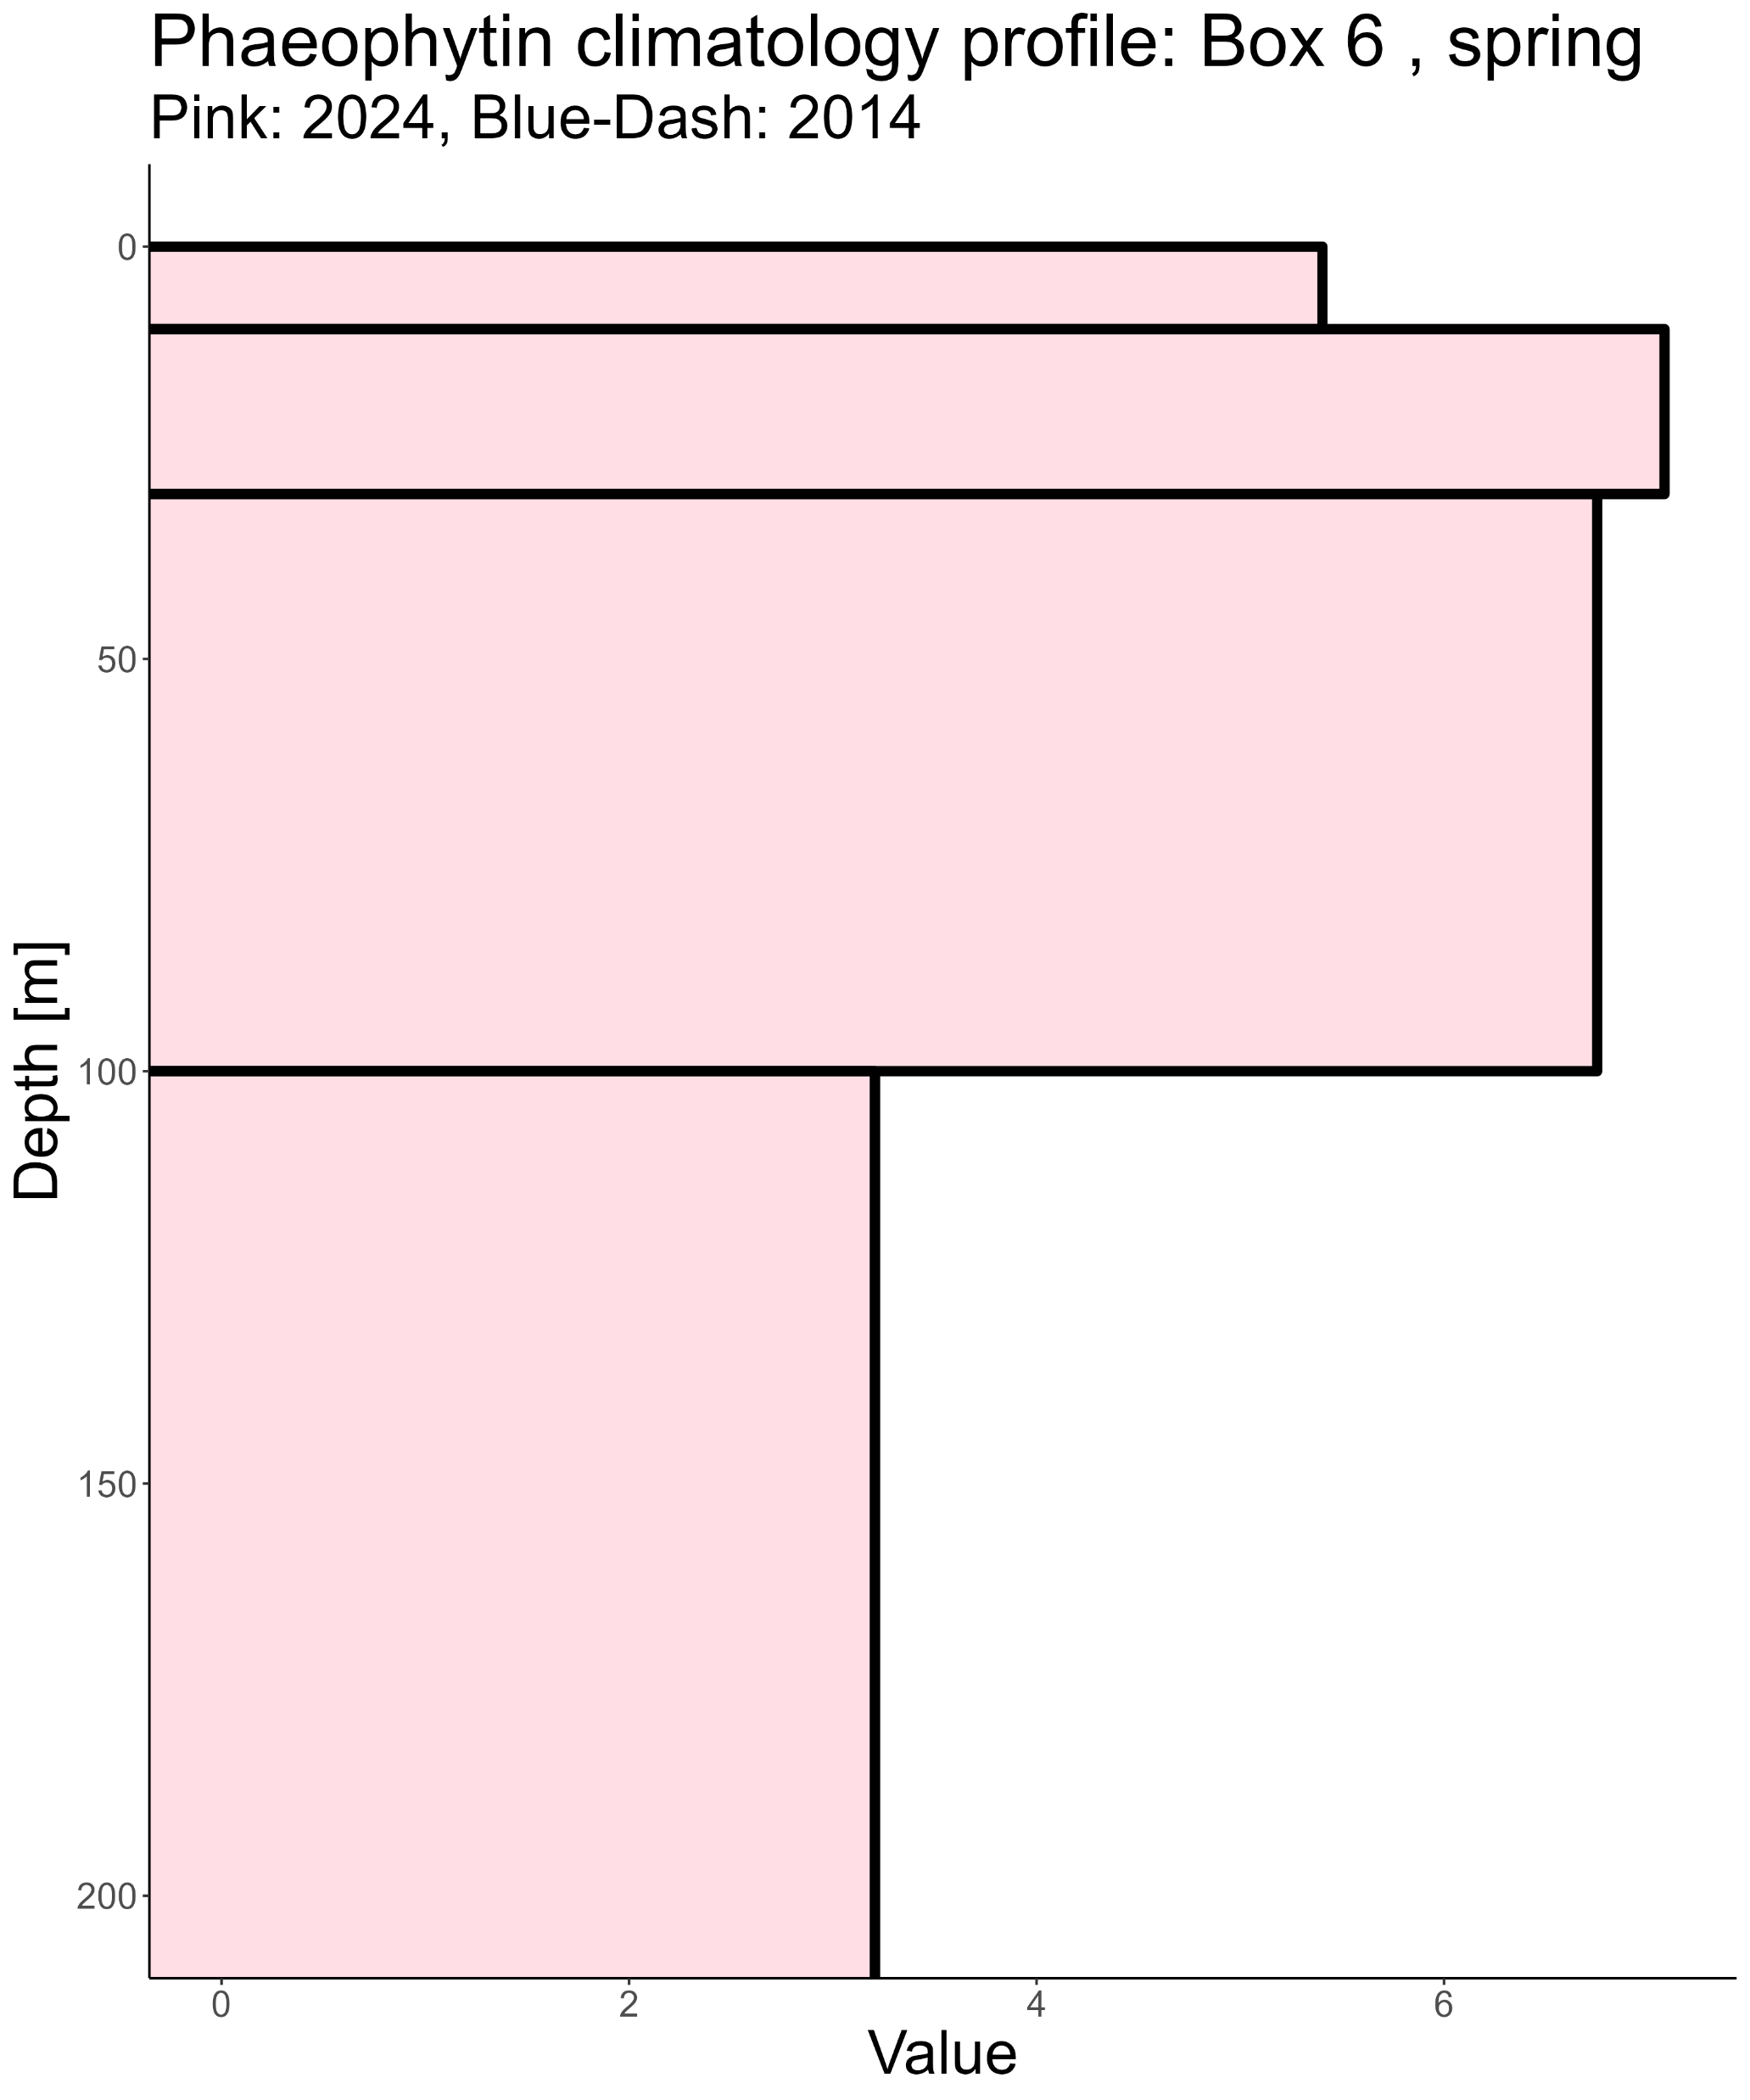 Phaeophytin climatology profile: Box 6 , spring
Pink: 2024, Blue-Dash: 2014
0
50
100
150
200
Depth [m]
0 2 4 6
Value